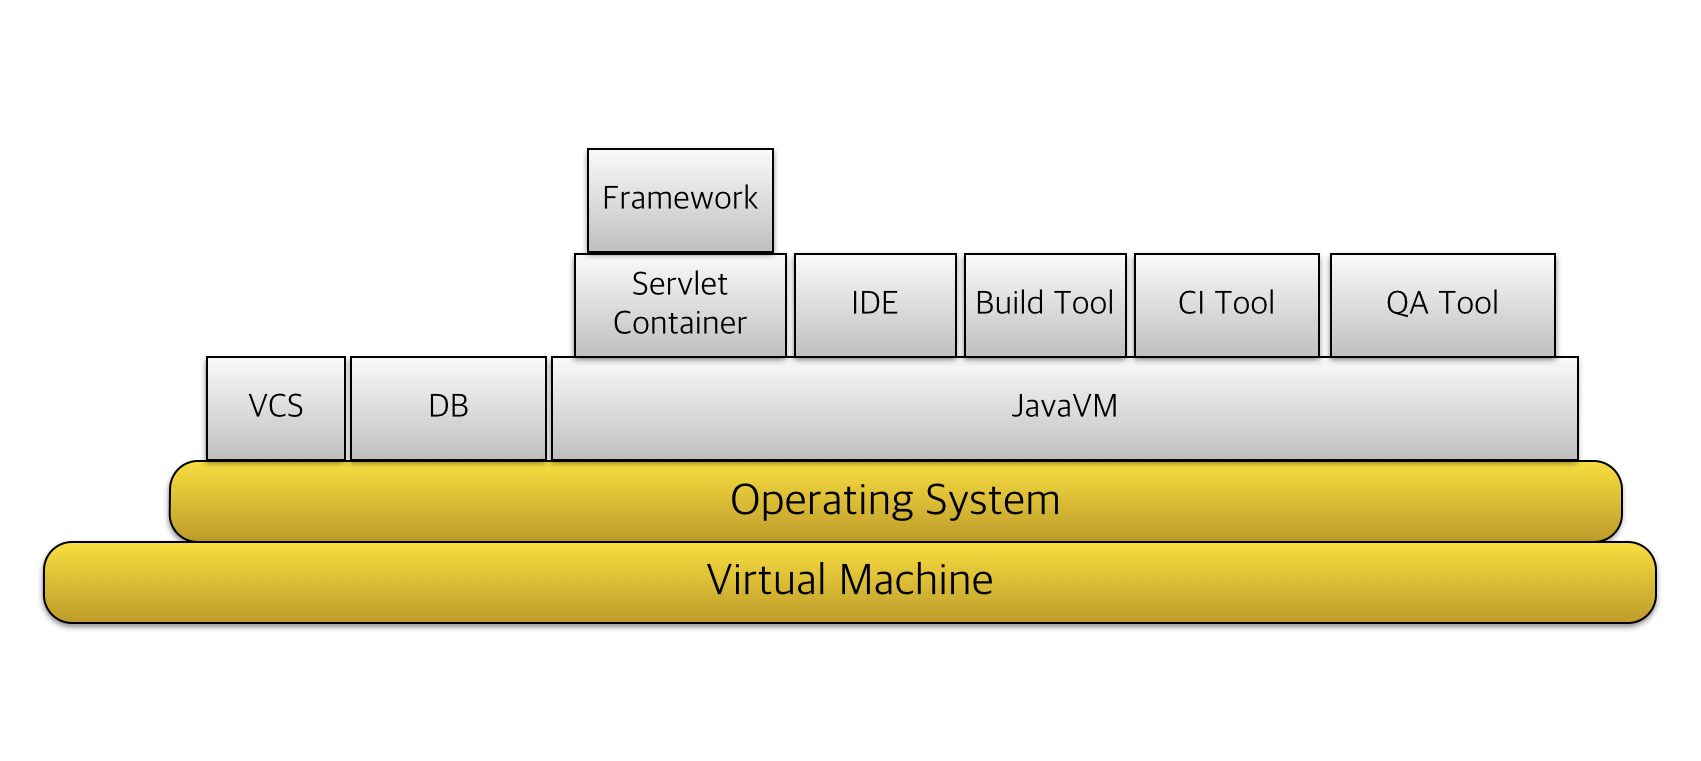 Framework
Servlet
Container
IDE
Build Tool
CI Tool
QA Tool
VCS
DB
JavaVM
Operating System
Virtual Machine